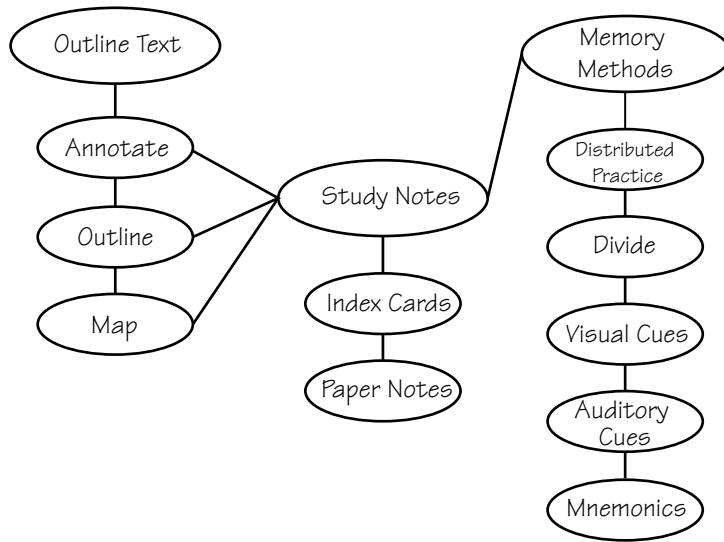 Outline Text
Annotate
Outline
Map
Study Notes
Index Cards
Paper Notes
Memory
Methods
Distributed
Practice
Divide
Visual Cues
Auditory
Cues
Mnemonics